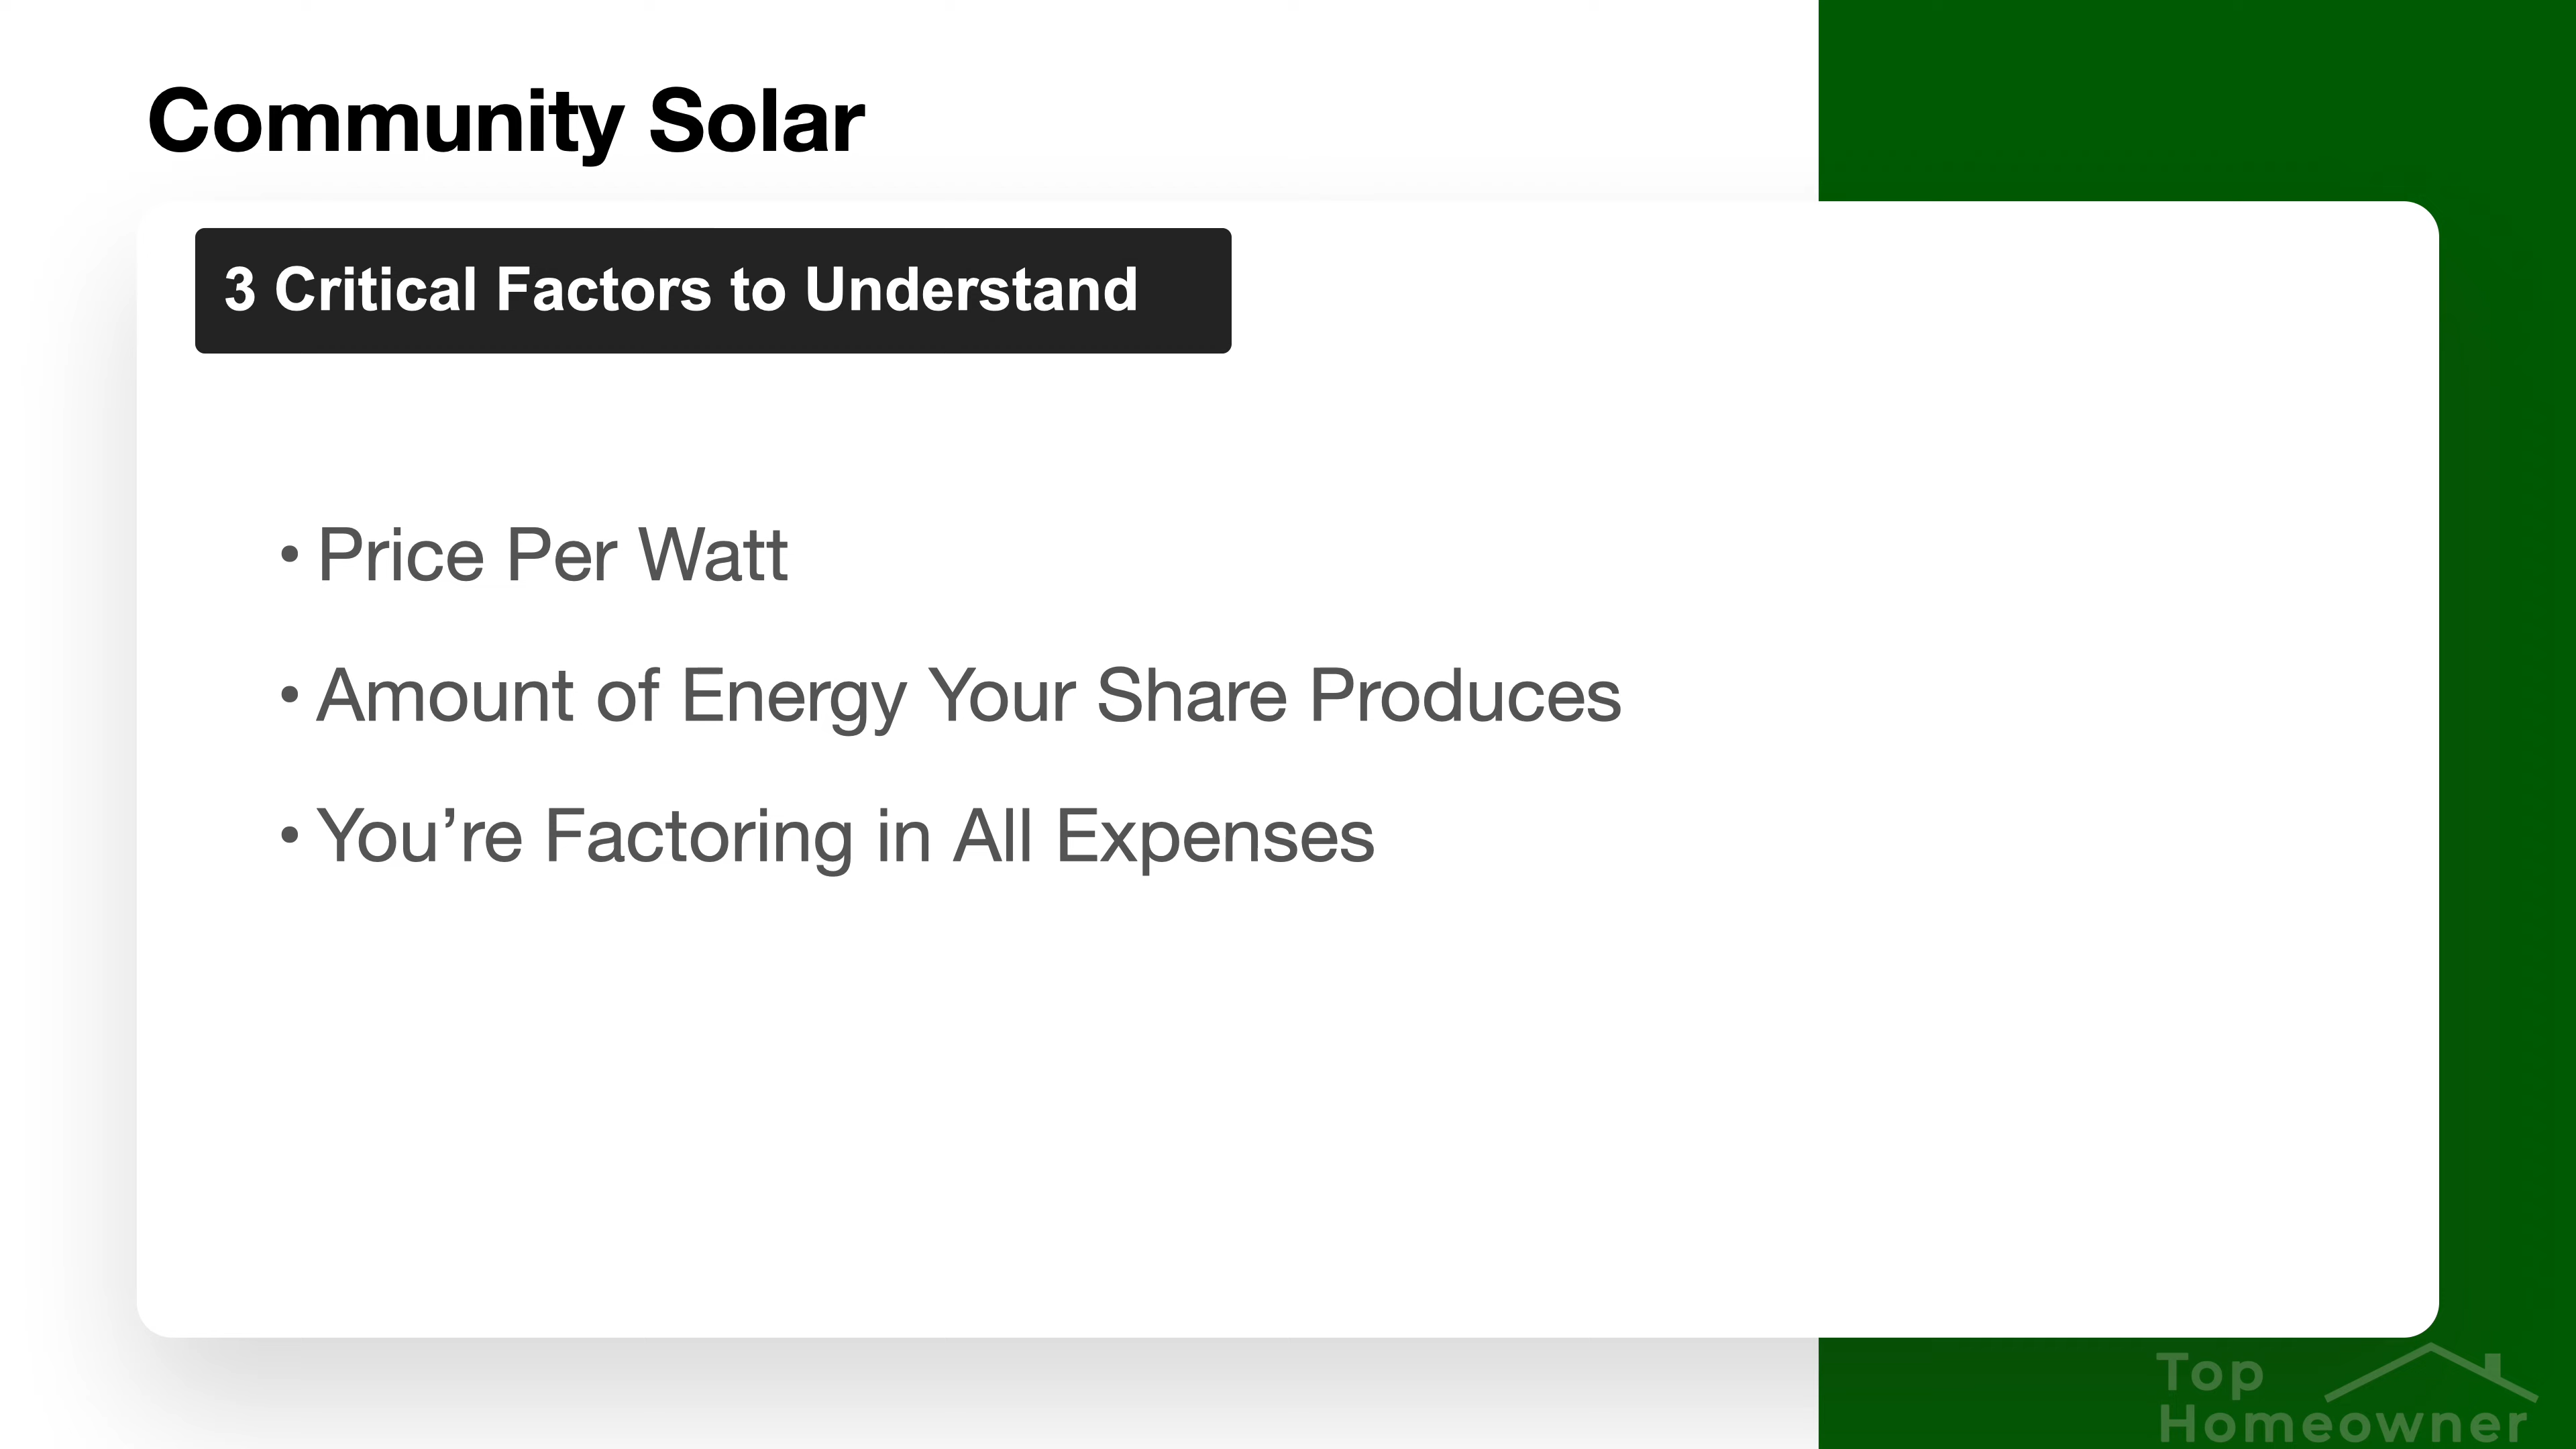 Community Solar
3 Critical Factors to Understand
• Price Per Watt
• Amount of Energy Your Share Produces
• You’re Factoring in All Expenses
Top
Homeowner